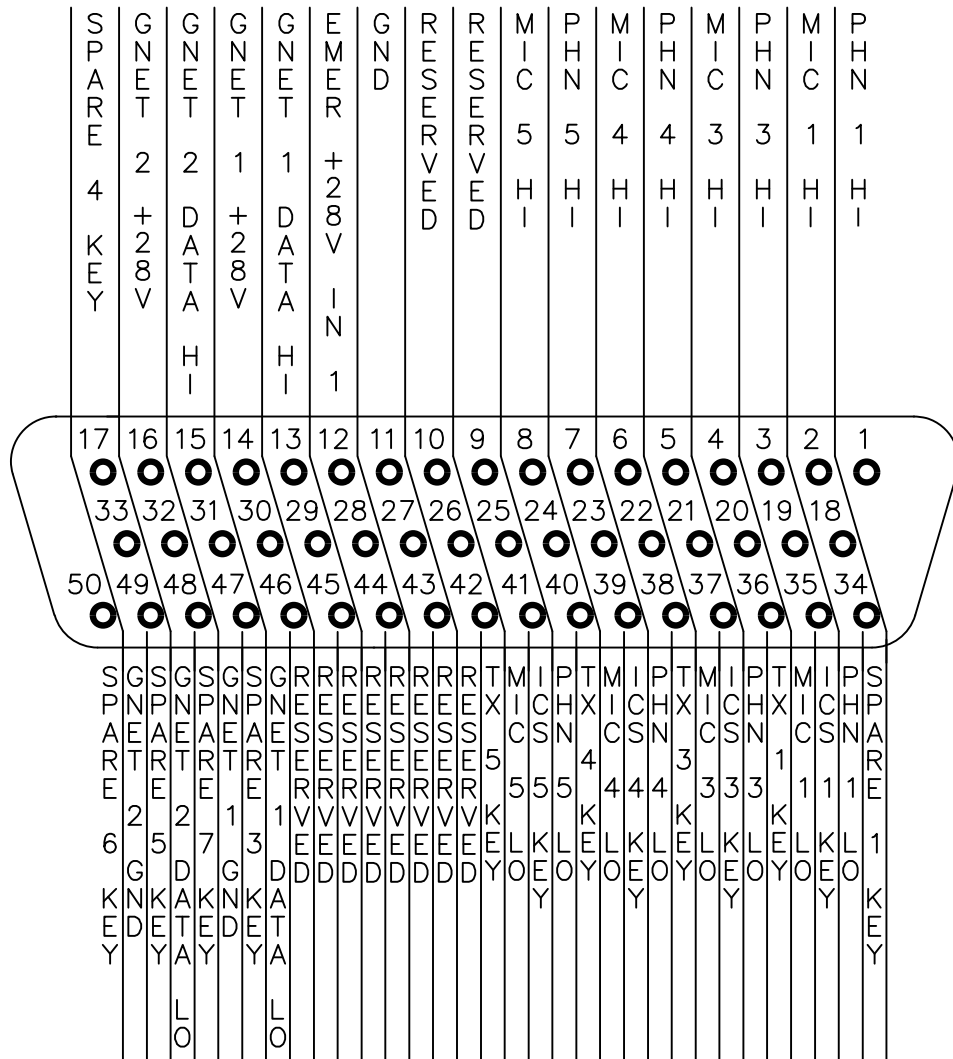 SPARE 4 KEY
GNET 2 +28V
GNET 2 DATA HI
GNET 1 +28V
GNET 1 DATA HI
EMER +28V IN 1
GND
RESERVED
RESERVED
MIC 5 HI
PHN 5 HI
MIC 4 HI
PHN 4 HI
MIC 3 HI
PHN 3 HI
MIC 1 HI
PHN 1 HI
17 16 15 14 13 12 11 10 9 8 7 6 5 4 3 2 1
33 32 31 30 29 28 27 26 25 24 23 22 21 20 19 18
50 49 48 47 46 45 44 43 42 41 40 39 38 37 36 35 34
SPARE 6 KEY
GNET 2 GND
SPARE 5 KEY
GNET 2 DATA LO
SPARE 7 KEY
GNET 1 GND
SPARE 3 KEY
GNET 1 DATA LO
RESERVED
RESERVED
RESERVED
RESERVED
RESERVED
RESERVED
RESERVED
RESERVED
TX 5 KEY
MIC 5 LO
ICS 5 KEY
PHN 5 LO
TX 4 KEY
MIC 4 LO
ICS 4 KEY
PHN 4 LO
TX 3 KEY
MIC 3 LO
ICS 3 KEY
PHN 3 LO
TX 1 KEY
MIC 1 LO
ICS 1 KEY
PHN 1 LO
SPARE 1 KEY